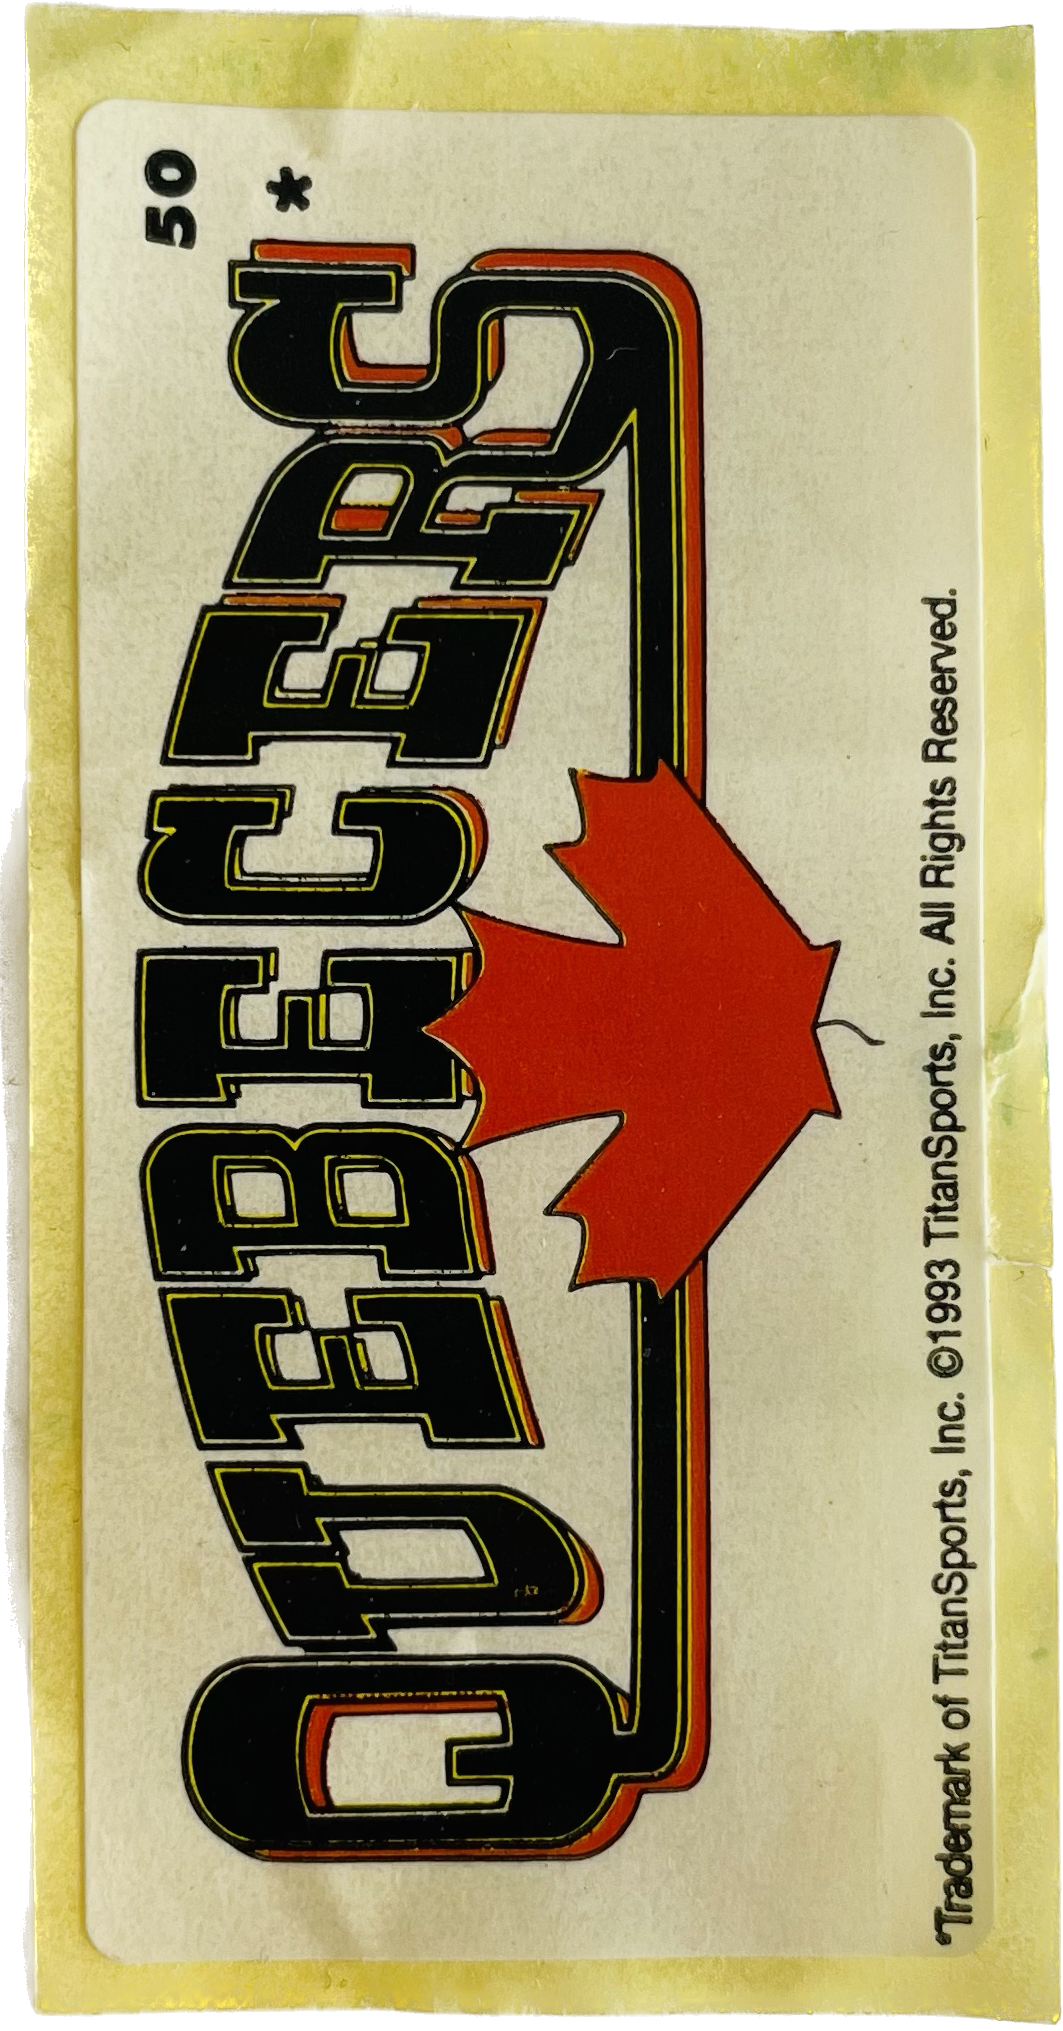 50
QUEBECERS*
*Trademark of TitanSports, Inc. ©1993 TitanSports, Inc. All Rights Reserved.